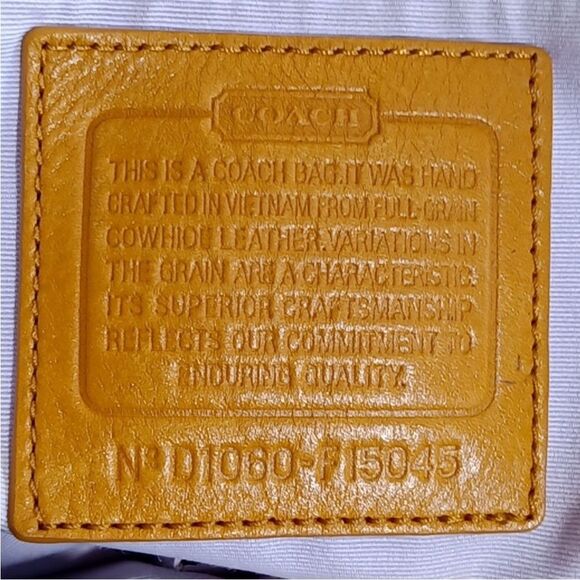 COACH
THIS IS A COACH BAG.IT WAS HAND
CRAFTED IN VIETNAM FROM FULL-GRAIN
COWHIDE LEATHER.VARIATIONS IN
THE GRAIN ARE A CHARACTERISTIC.
ITS SUPERIOR CRAFTSMANSHIP
REFLECTS OUR COMMITMENT TO
ENDURING QUALITY.
Nº D1060-F15045